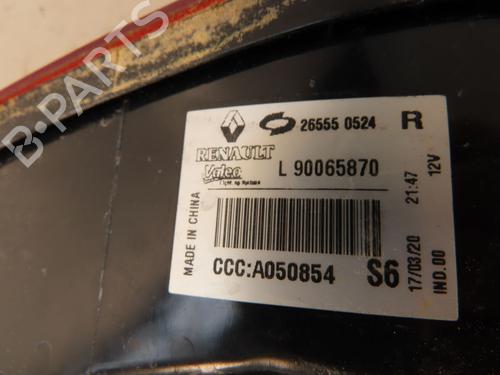 26555 0524 R
RENAULT
Valeo
L 90065870
MADE IN CHINA
CCC:A050854 S6
21:47 12V
17/03/20 IND.00
B-PARTS